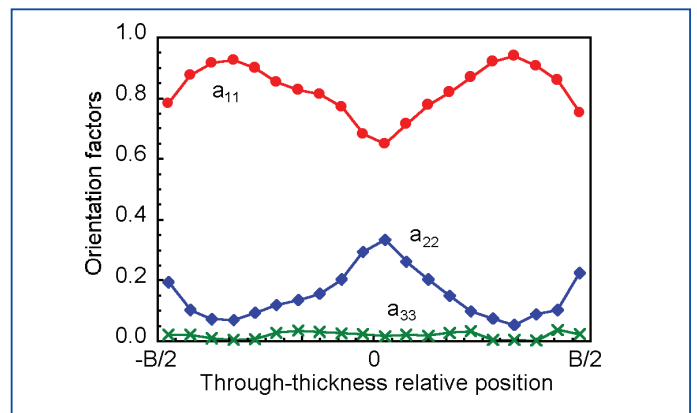 1.0
0.8
0.6
0.4
0.2
0.0
Orientation factors
a11
a22
a33
-B/2 0 B/2
Through-thickness relative position